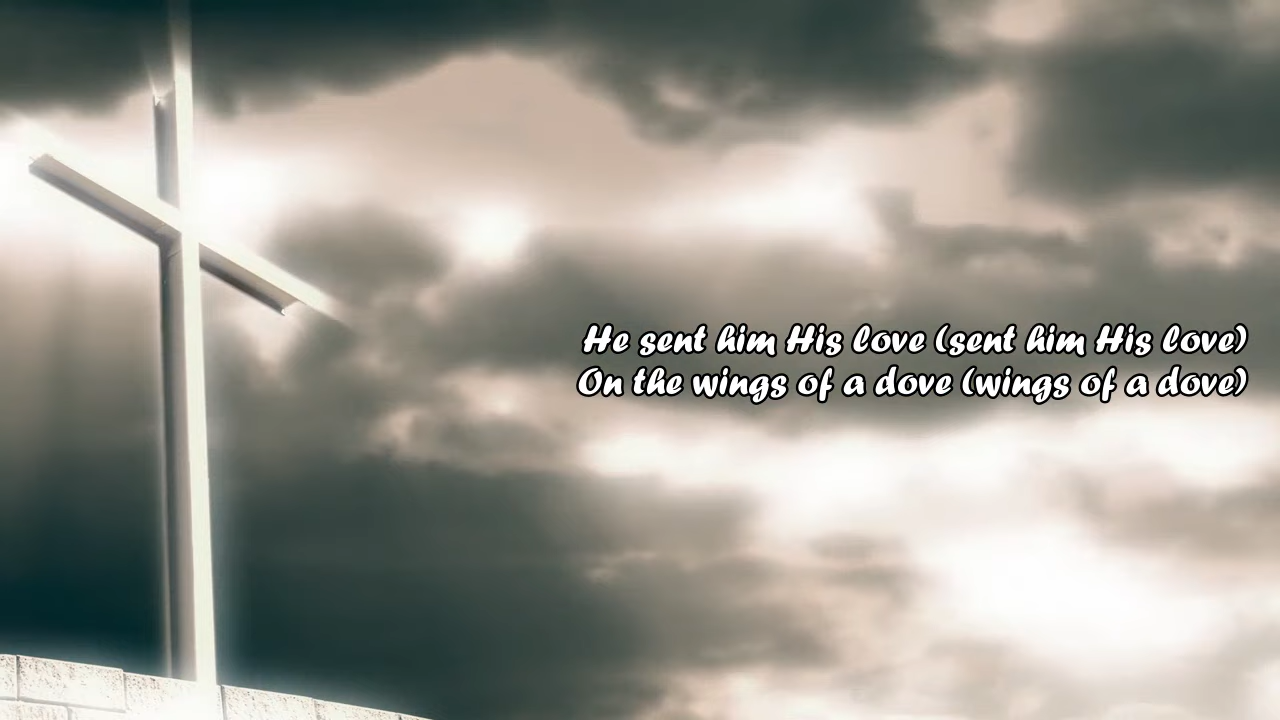 He sent him His love (sent him His love)
On the wings of a dove (wings of a dove)